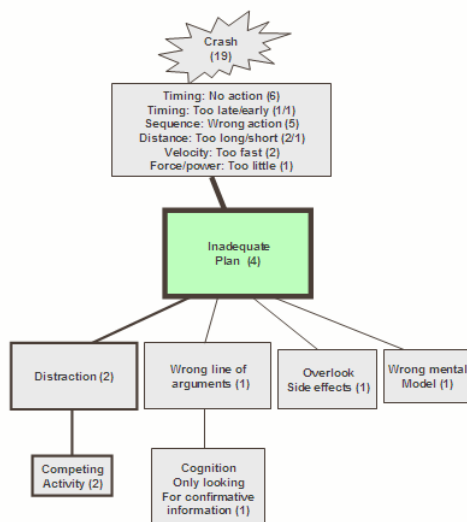 Crash
(19)
Timing: No action (6)
Timing: Too late/early (1/1)
Sequence: Wrong action (5)
Distance: Too long/short (2/1)
Velocity: Too fast (2)
Force/power: Too little (1)
Inadequate
Plan (4)
Distraction (2)
Wrong line of
arguments (1)
Overlook
Side effects (1)
Wrong mental
Model (1)
Competing
Activity (2)
Cognition
Only looking
For confirmative
information (1)